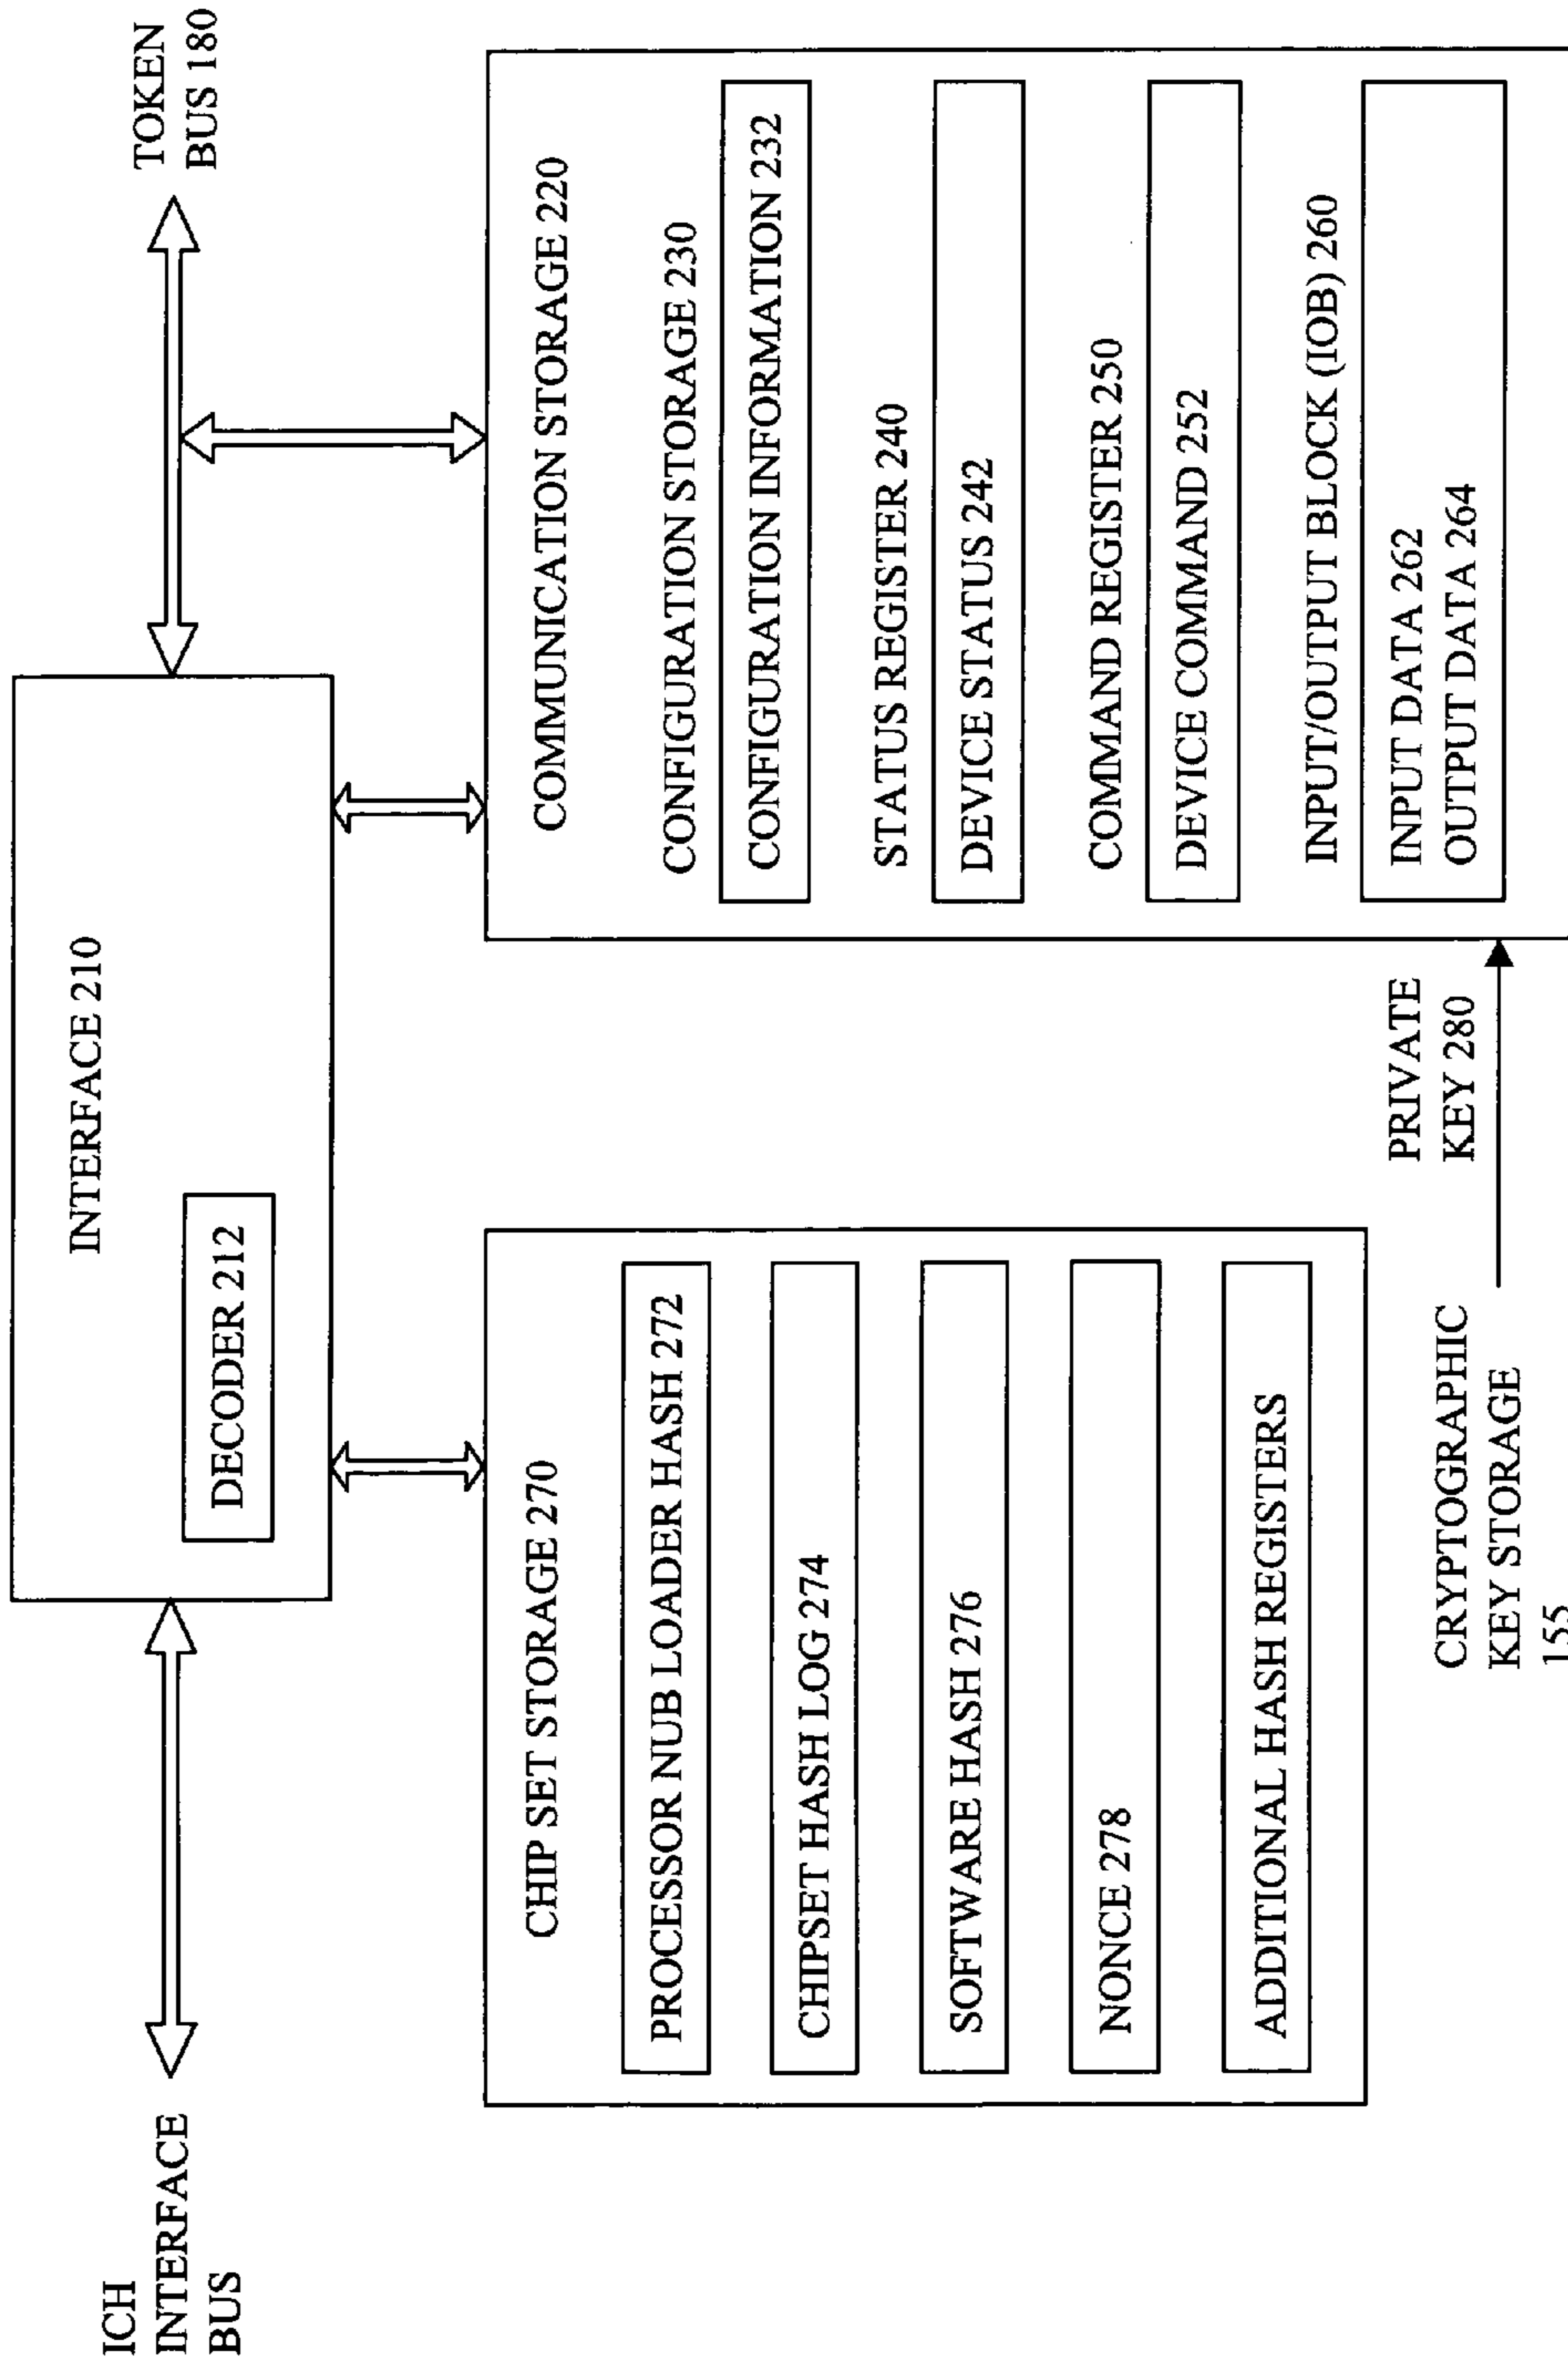 ICH
INTERFACE
BUS
INTERFACE 210
DECODER 212
TOKEN
BUS 180
CHIP SET STORAGE 270
PROCESSOR NUB LOADER HASH 272
CHIPSET HASH LOG 274
SOFTWARE HASH 276
NONCE 278
ADDITIONAL HASH REGISTERS
COMMUNICATION STORAGE 220
CONFIGURATION STORAGE 230
CONFIGURATION INFORMATION 232
STATUS REGISTER 240
DEVICE STATUS 242
COMMAND REGISTER 250
DEVICE COMMAND 252
INPUT/OUTPUT BLOCK (IOB) 260
INPUT DATA 262
OUTPUT DATA 264
CRYPTOGRAPHIC
KEY STORAGE
155
PRIVATE
KEY 280